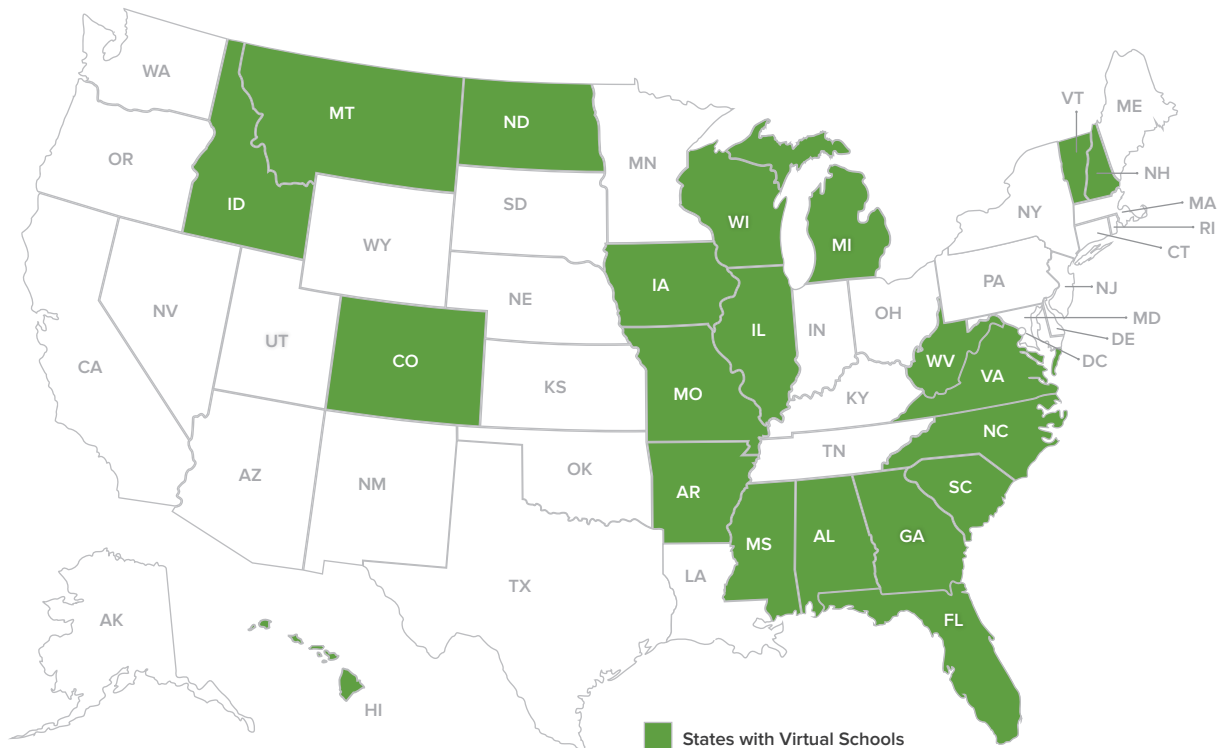 WA
MT
ND
VT
ME
OR
MN
NH
ID
SD
WI
NY
MA
RI
WY
MI
CT
IA
PA
NJ
NV
NE
OH
MD
UT
IL
IN
DE
CA
CO
WV
DC
KS
MO
KY
VA
NC
TN
AZ
NM
OK
AR
SC
MS
AL
GA
LA
TX
AK
FL
HI
States with Virtual Schools